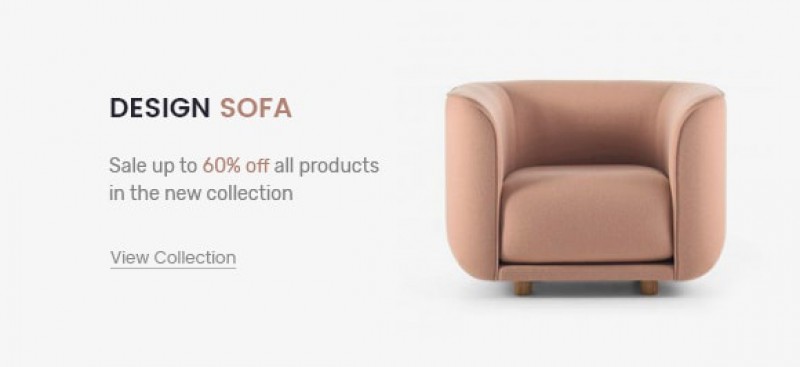 DESIGN SOFA
Sale up to 60% off all products
in the new collection
View Collection